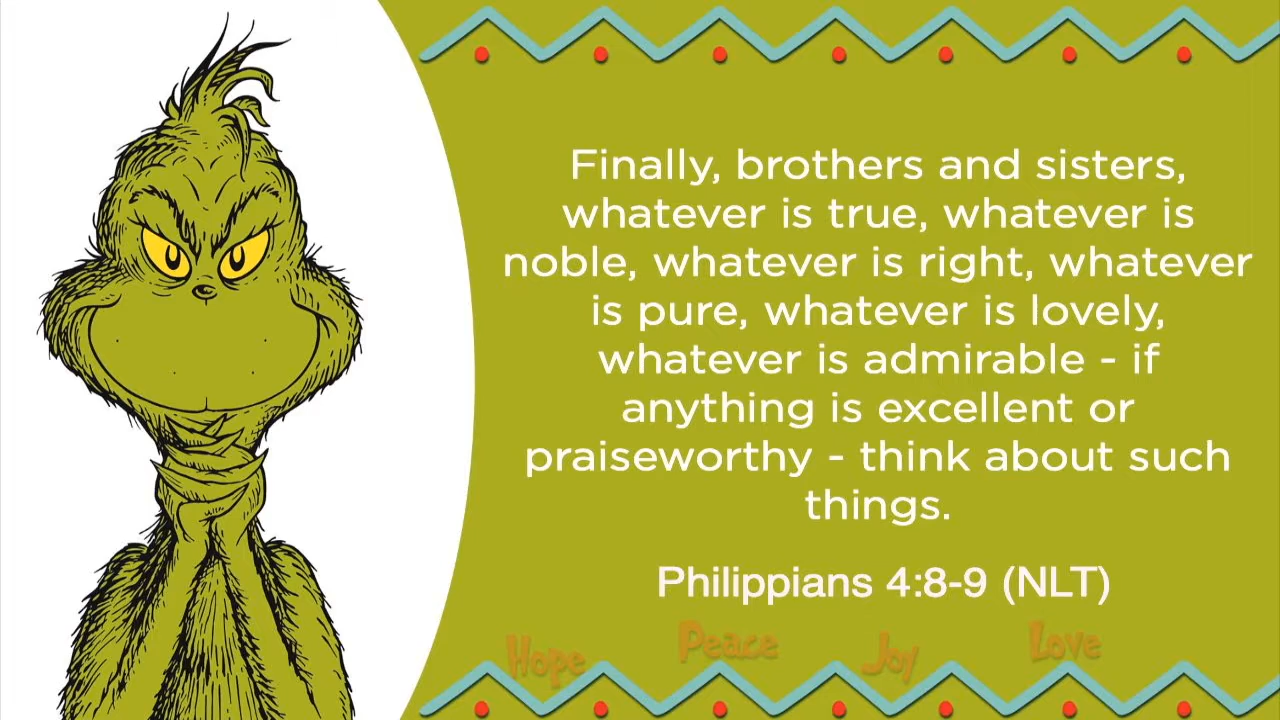 Finally, brothers and sisters,
whatever is true, whatever is
noble, whatever is right, whatever
is pure, whatever is lovely,
whatever is admirable - if
anything is excellent or
praiseworthy - think about such
things.
Philippians 4:8-9 (NLT)
Hope Peace Joy Love